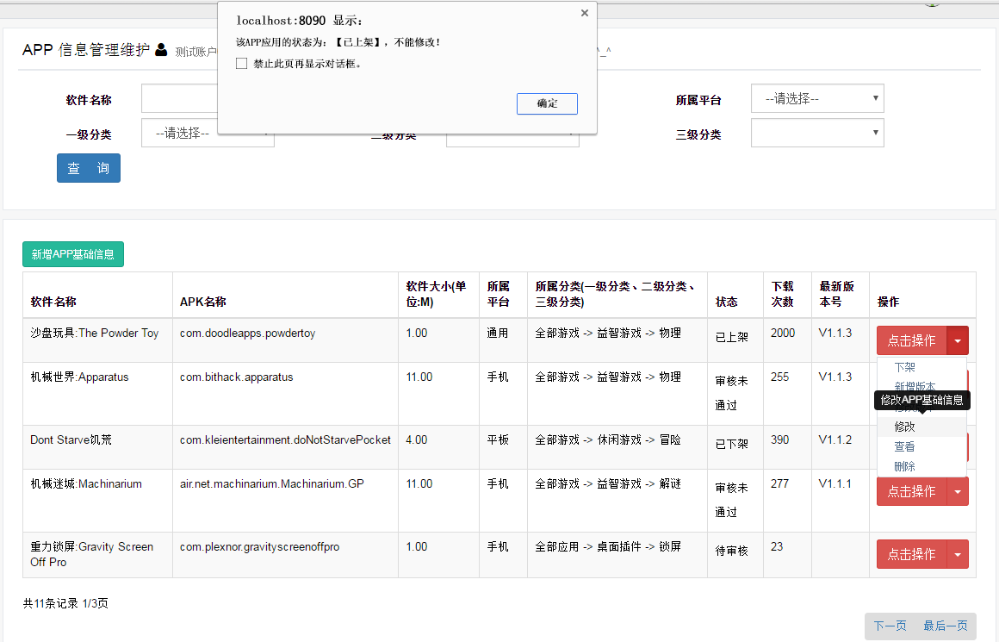 localhost:8090 显示:
该APP应用的状态为:【已上架】,不能修改!
禁止此页再显示对话框。
确定
APP 信息管理维护 测试账户
^_^
软件名称
所属平台 --请选择--
一级分类 --请选择--
二级分类
三级分类
查 询
新增APP基础信息
软件名称 APK名称 软件大小(单位:M) 所属平台 所属分类(一级分类、二级分类、三级分类) 状态 下载次数 最新版本号 操作
沙盘玩具:The Powder Toy com.doodleapps.powdertoy 1.00 通用 全部游戏 -> 益智游戏 -> 物理 已上架 2000 V1.1.3 点击操作
下架
新增版本
修改APP基础信息
修改
查看
删除
机械世界:Apparatus com.bithack.apparatus 11.00 手机 全部游戏 -> 益智游戏 -> 物理 审核未通过 255 V1.1.3
Dont Starve饥荒 com.kleientertainment.doNotStarvePocket 4.00 平板 全部游戏 -> 休闲游戏 -> 冒险 已下架 390 V1.1.2
机械迷城:Machinarium air.net.machinarium.Machinarium.GP 11.00 手机 全部游戏 -> 益智游戏 -> 解谜 审核未通过 277 V1.1.1 点击操作
重力锁屏:Gravity Screen Off Pro com.plexnor.gravityscreenoffpro 1.00 手机 全部应用 -> 桌面插件 -> 锁屏 待审核 23 点击操作
共11条记录 1/3页
下一页 最后一页